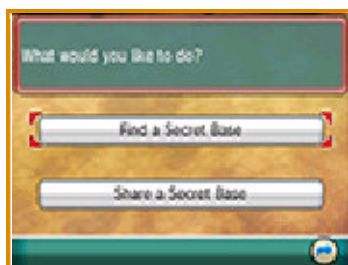 What would you like to do?
Find a Secret Base
Share a Secret Base